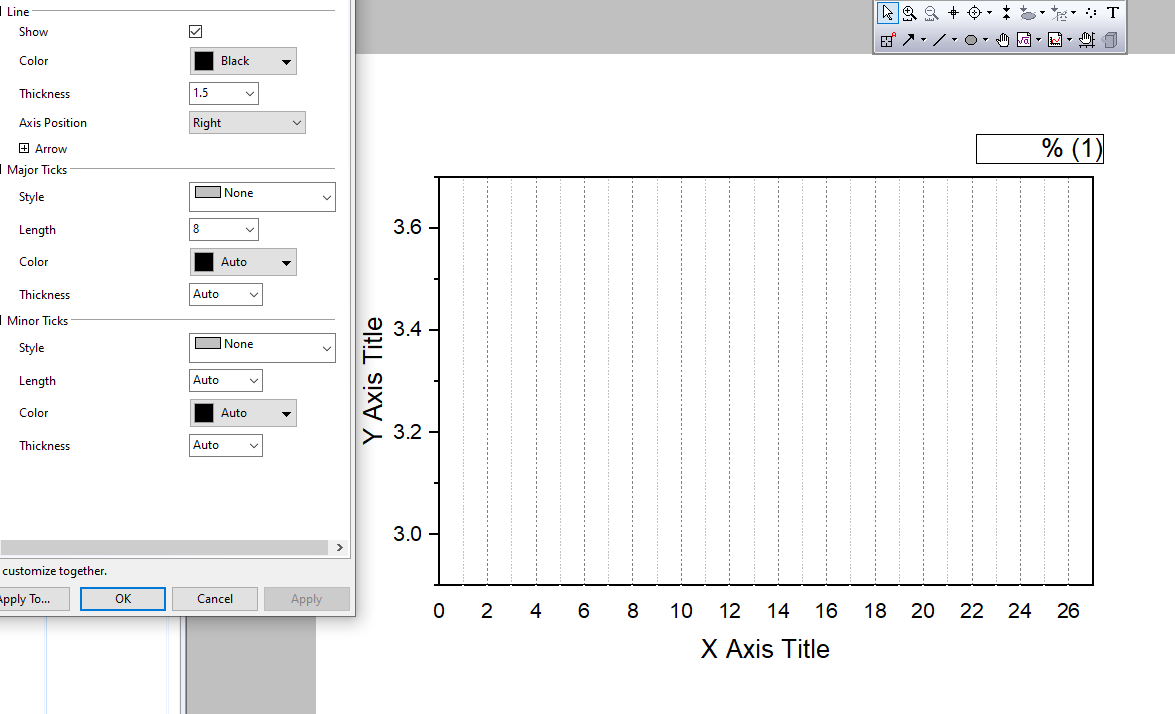 Line
Show
Color Black
Thickness 1.5
Axis Position Right
Arrow
Major Ticks
Style None
Length 8
Color Auto
Thickness Auto
Minor Ticks
Style None
Length Auto
Color Auto
Thickness Auto
customize together.
Apply To... OK Cancel Apply
T
% (1)
3.6
3.4
3.2
3.0
Y Axis Title
0 2 4 6 8 10 12 14 16 18 20 22 24 26
X Axis Title